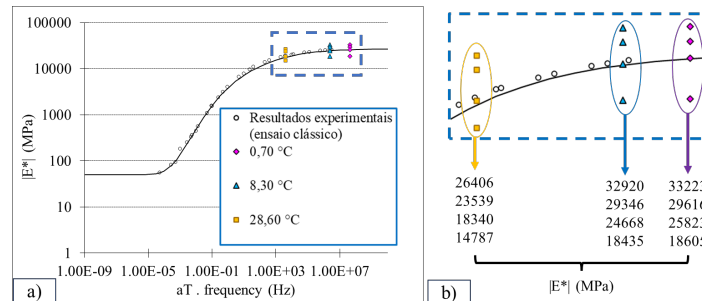 100000
10000
1000
100
10
1
|E*| (MPa)
Resultados experimentais
(ensaio clássico)
0,70 °C
8,30 °C
28,60 °C
1.00E-09 1.00E-05 1.00E-01 1.00E+03 1.00E+07
aT . frequency (Hz)
a)
b)
26406
23539
18340
14787
32920
29346
24668
18435
33223
29616
25823
18605
|E*| (MPa)